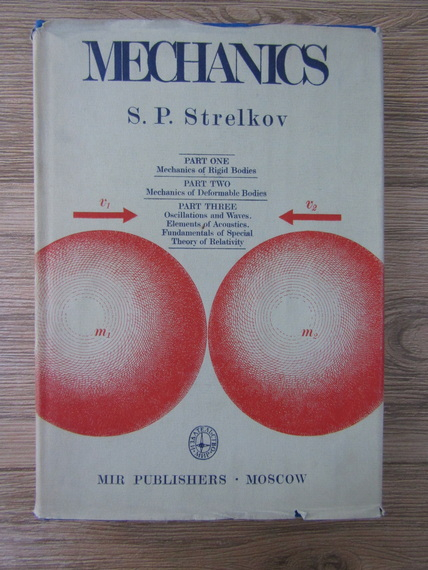 MECHANICS
S. P. Strelkov
PART ONE
Mechanics of Rigid Bodies
PART TWO
Mechanics of Deformable Bodies
PART THREE
Oscillations and Waves.
Elements of Acoustics.
Fundamentals of Special
Theory of Relativity
v₁ v₂
m₁ m₂
MIR PUBLISHERS · MOSCOW